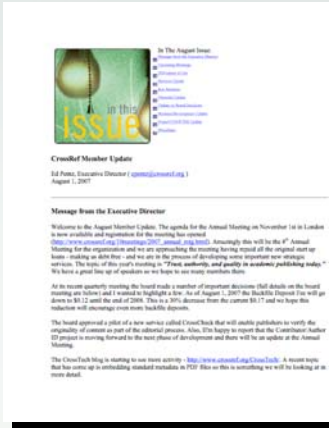 in this
issue
In The August Issue:
Message from the Executive Director
CrossRef Member Update
Ed Pentz, Executive Director ( epentz@crossref.org )
August 1, 2007
Message from the Executive Director
Welcome to the August Member Update. The agenda for the Annual Meeting on November 1st in London
is now available and registration for the meeting has opened
(http://www.crossref.org/10meetings/2007_annual_mtg.html). Amazingly this will be the 8th Annual
Meeting for the organization and we are approaching the meeting having repaid all the original start up
loans - making us debt free - and we are in the process of developing some important new strategic
services. The topic of this year's meeting is "Trust, authority, and quality in academic publishing today."
We have a great line up of speakers so we hope to see many members there.
At its recent quarterly meeting the board made a number of important decisions (full details on the board
meeting are below) and I wanted to highlight a few. As of August 1, 2007 the Backfile Deposit Fee will go
down to $0.12 until the end of 2008. This is a 30% decrease from the current $0.17 and we hope this
reduction will encourage even more backfile deposits.
The board approved a pilot of a new service called CrossCheck that will enable publishers to verify the
originality of content as part of the editorial process. Also, I'm happy to report that the Contributor/Author
ID project is moving forward to the next phase of development and there will be an update at the Annual
Meeting.
The CrossTech blog is starting to see more activity - http://www.crossref.org/CrossTech/. A recent topic
that has come up is embedding standard metadata in PDF files so this is something we will be looking at in
more detail.